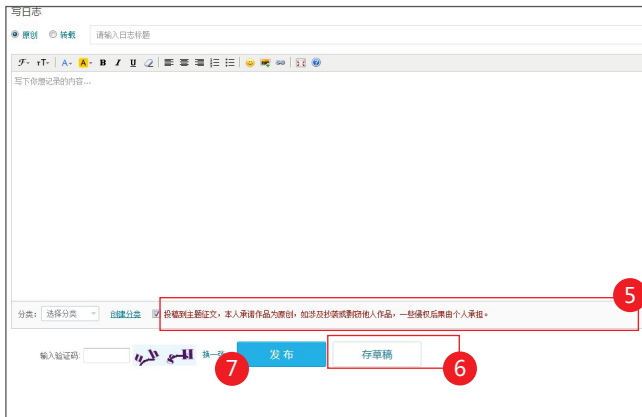 写日志
原创 转载 请输入日志标题
写下你想记录的内容...
5
分类: 选择分类 创建分类 投稿到主题征文，本人承诺作品为原创，如涉及抄袭或剽窃他人作品，一些侵权后果由个人承担。
输入验证码: 换一张 7 发布 存草稿
6